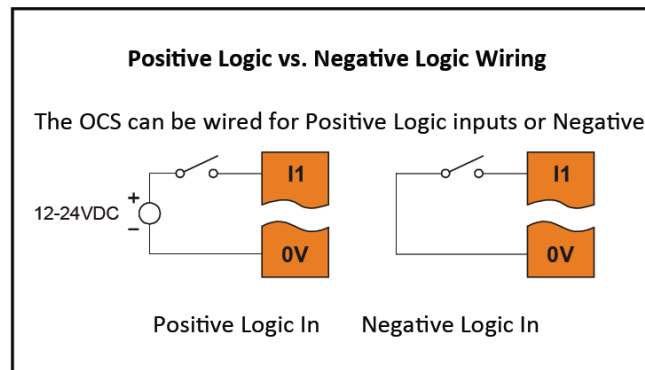 Positive Logic vs. Negative Logic Wiring
The OCS can be wired for Positive Logic inputs or Negative
I1
I1
+
12-24VDC
–
0V
0V
Positive Logic In
Negative Logic In